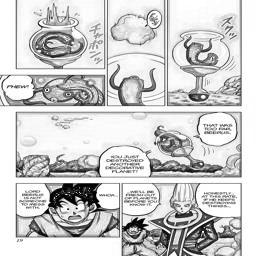 PHEW!
THAT WAS
TOO FAR,
BEERUS.
YOU JUST
DESTROYED
ANOTHER
DECORATIVE
PLANET!
HONESTLY,
AT THIS RATE,
IF HE KEEPS
DESTROYING
THINGS...
WE'LL BE
FRESH OUT
OF PLANETS
BEFORE YOU
KNOW IT.
WHOA...
LORD
BEERUS
IS NOT
SOMEONE
TO MESS
WITH.